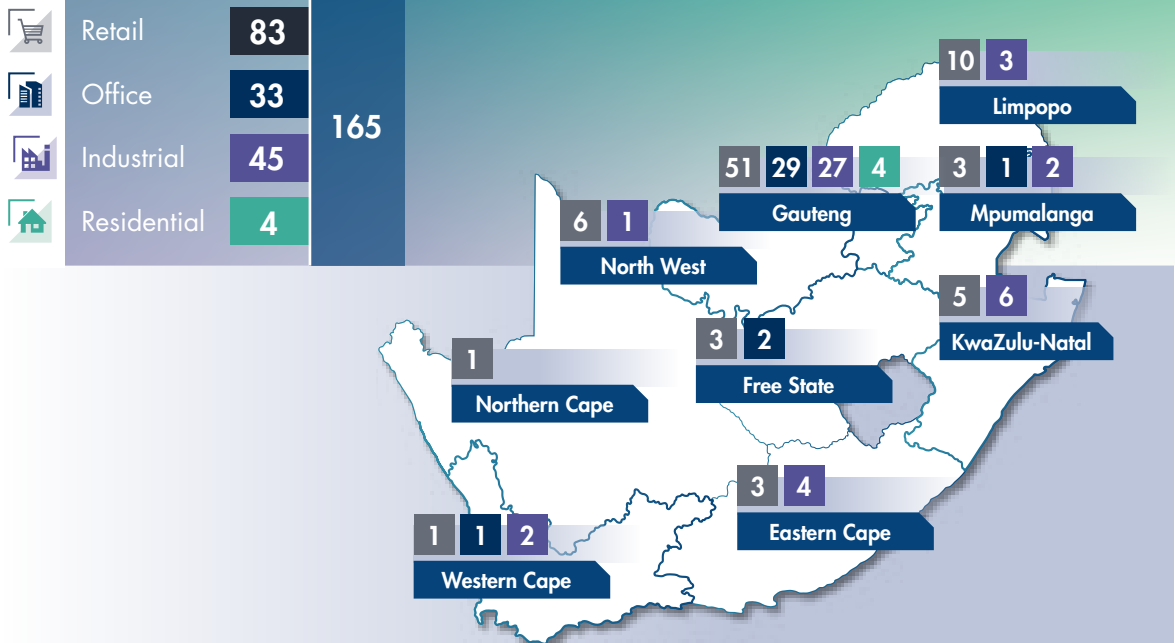 Retail 83
Office 33
Industrial 45
Residential 4
165
10 3
Limpopo
51 29 27 4
Gauteng
3 1 2
Mpumalanga
6 1
North West
5 6
KwaZulu-Natal
3 2
Free State
1
Northern Cape
3 4
Eastern Cape
1 1 2
Western Cape